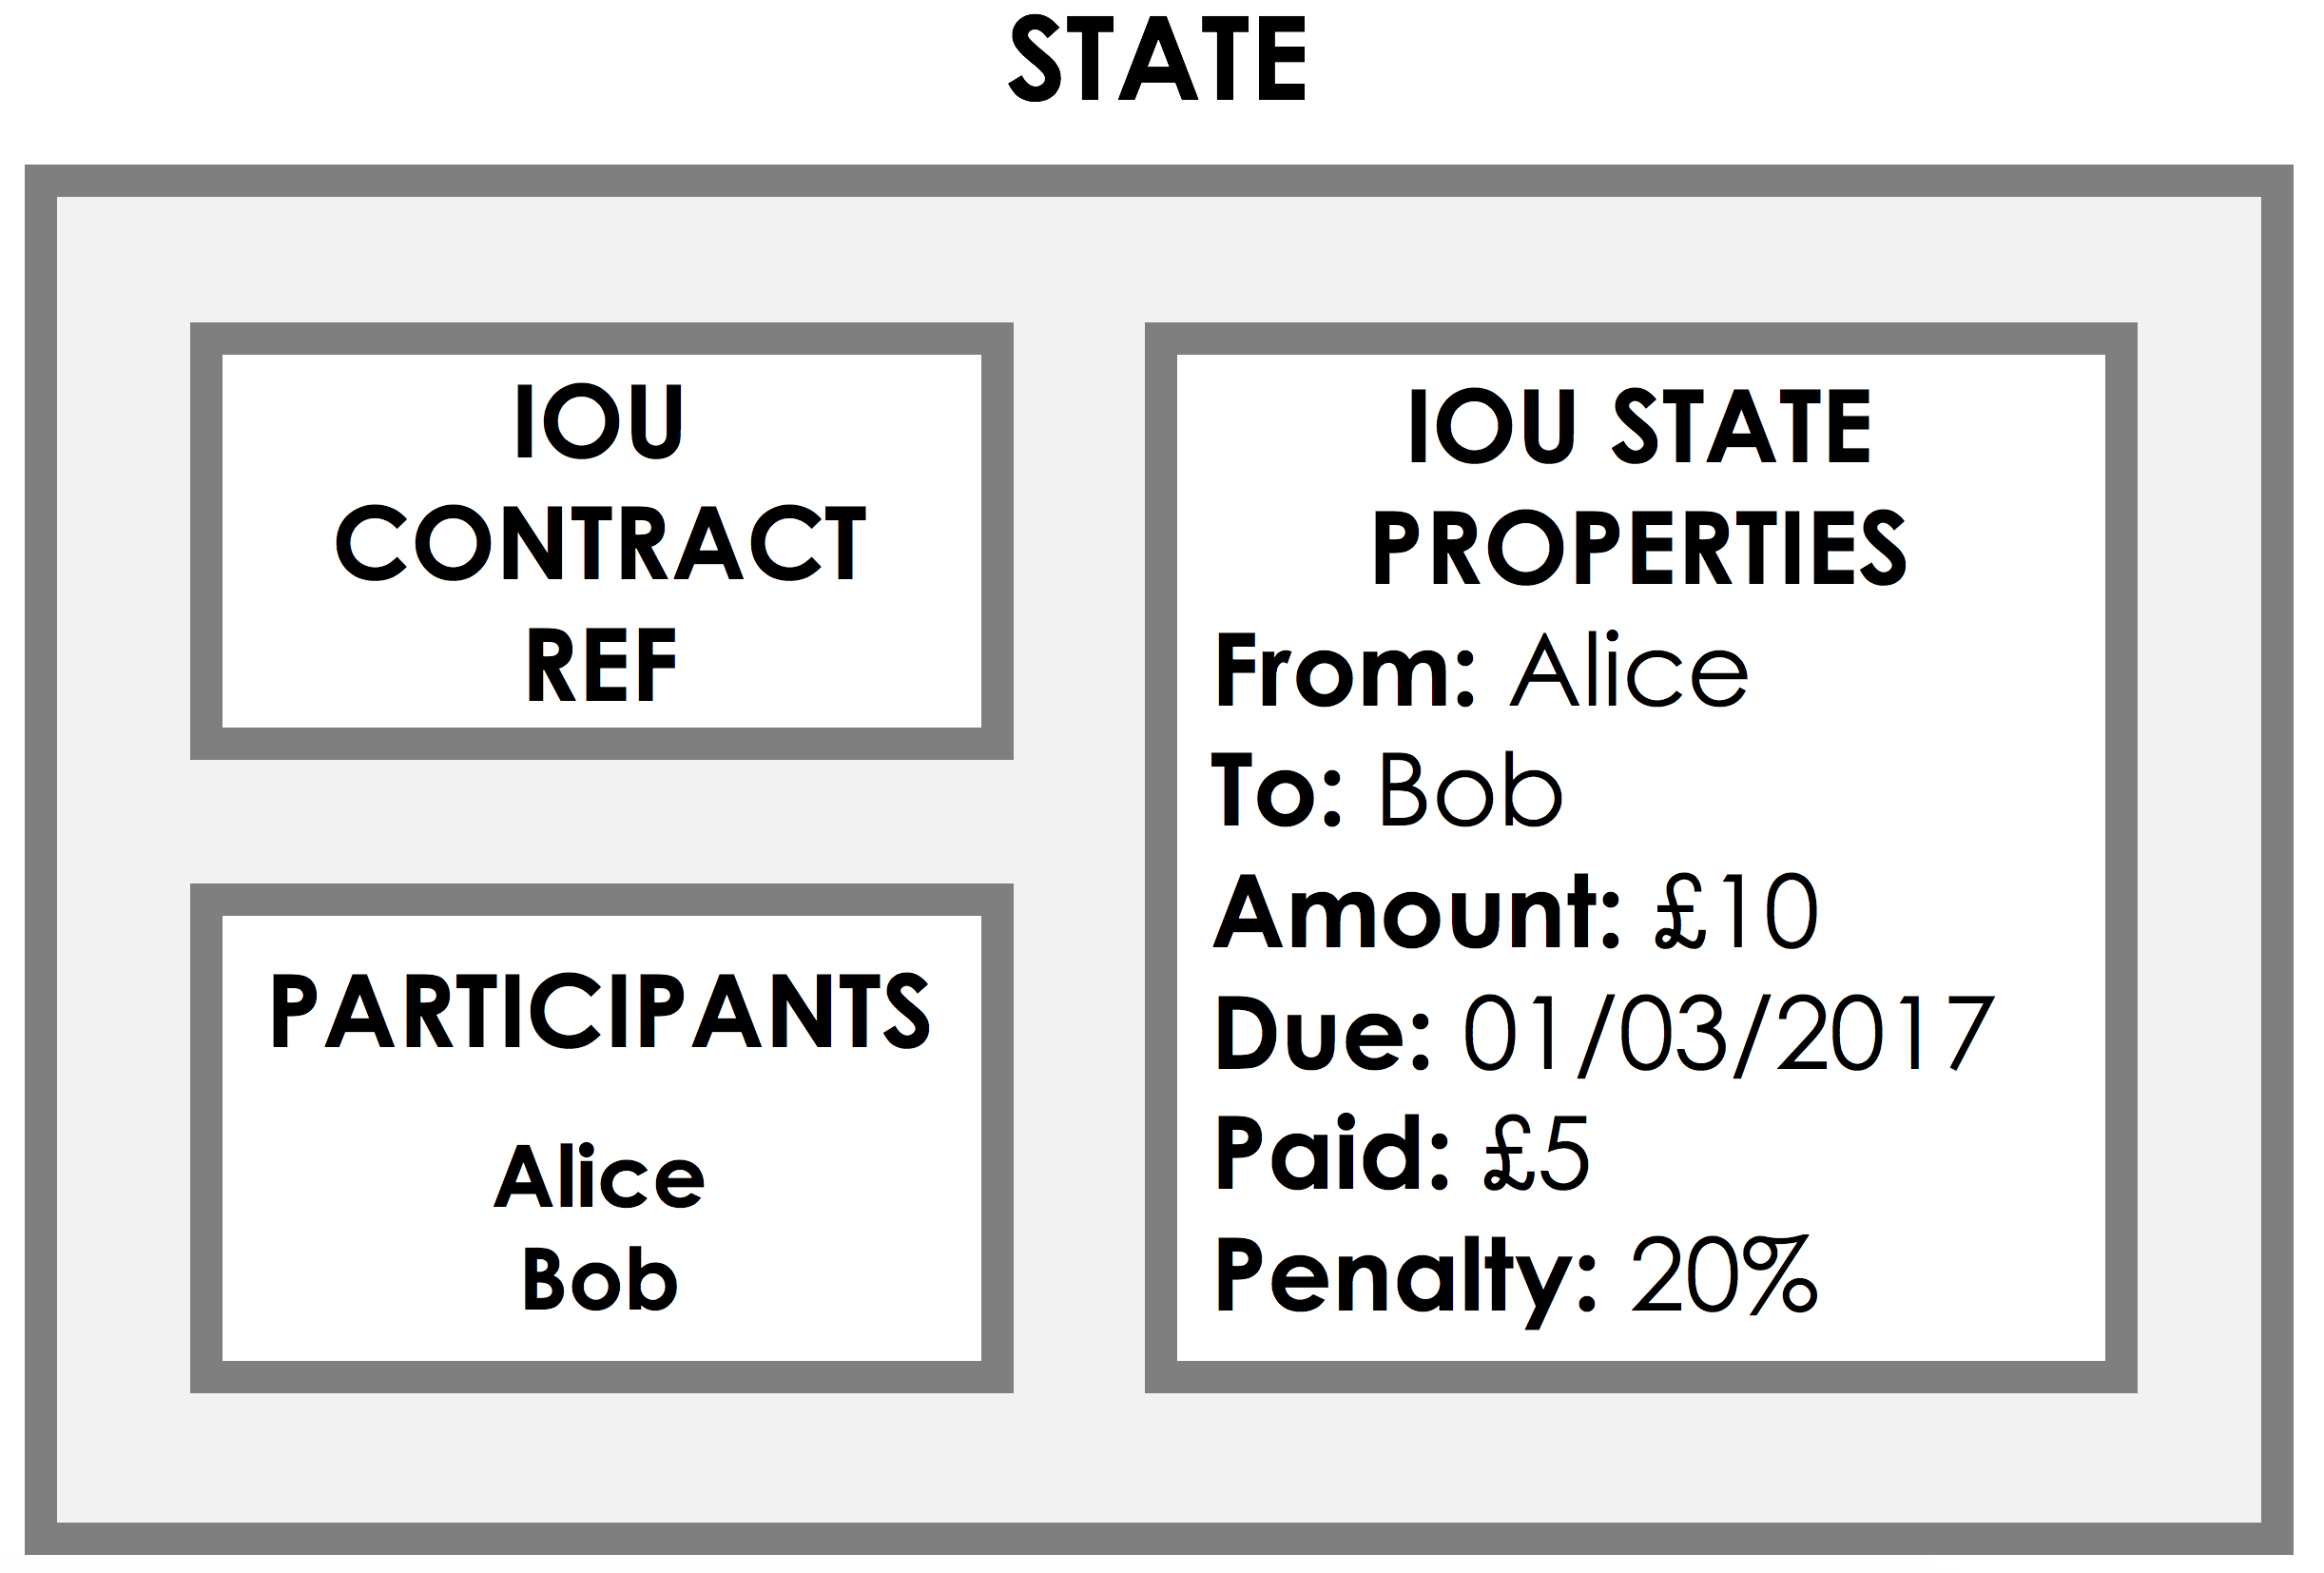 STATE
IOU
CONTRACT
REF
PARTICIPANTS
Alice
Bob
IOU STATE
PROPERTIES
From: Alice
To: Bob
Amount: £10
Due: 01/03/2017
Paid: £5
Penalty: 20%